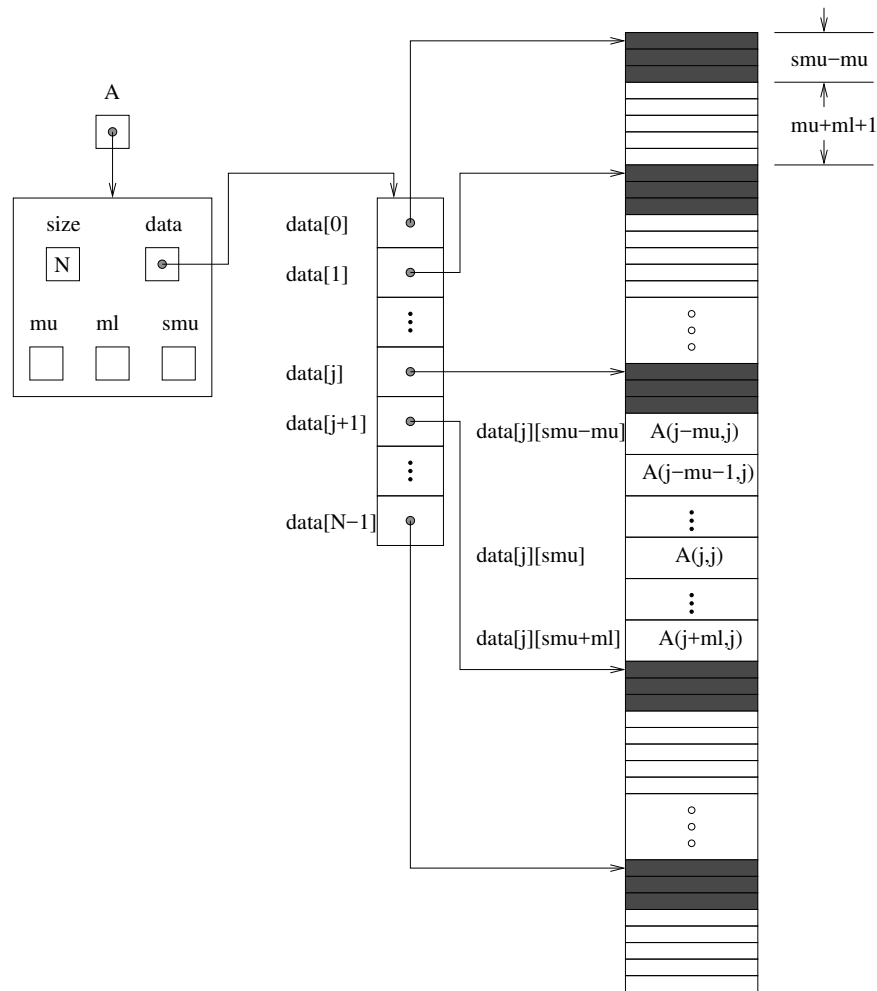 smu−mu
A
mu+ml+1
size data
data[0]
N
data[1]
mu ml smu
data[j]
data[j+1]
data[j][smu−mu] A(j−mu,j)
A(j−mu−1,j)
data[N−1]
data[j][smu] A(j,j)
data[j][smu+ml] A(j+ml,j)